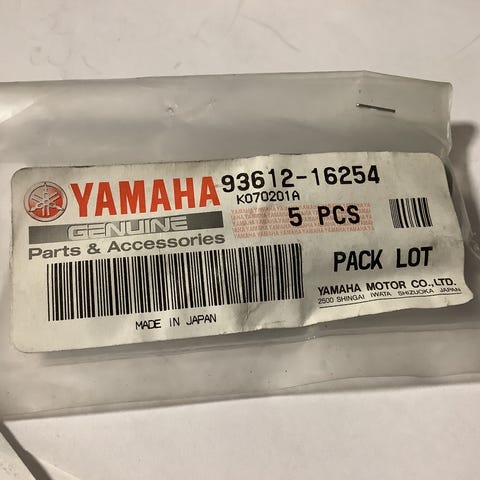 YAMAHA 93612-16254
K070201A
GENUINE
5 PCS
Parts & Accessories
PACK LOT
YAMAHA MOTOR CO.,LTD.
2500 SHINGAI IWATA SHIZUOKA JAPAN
MADE IN JAPAN